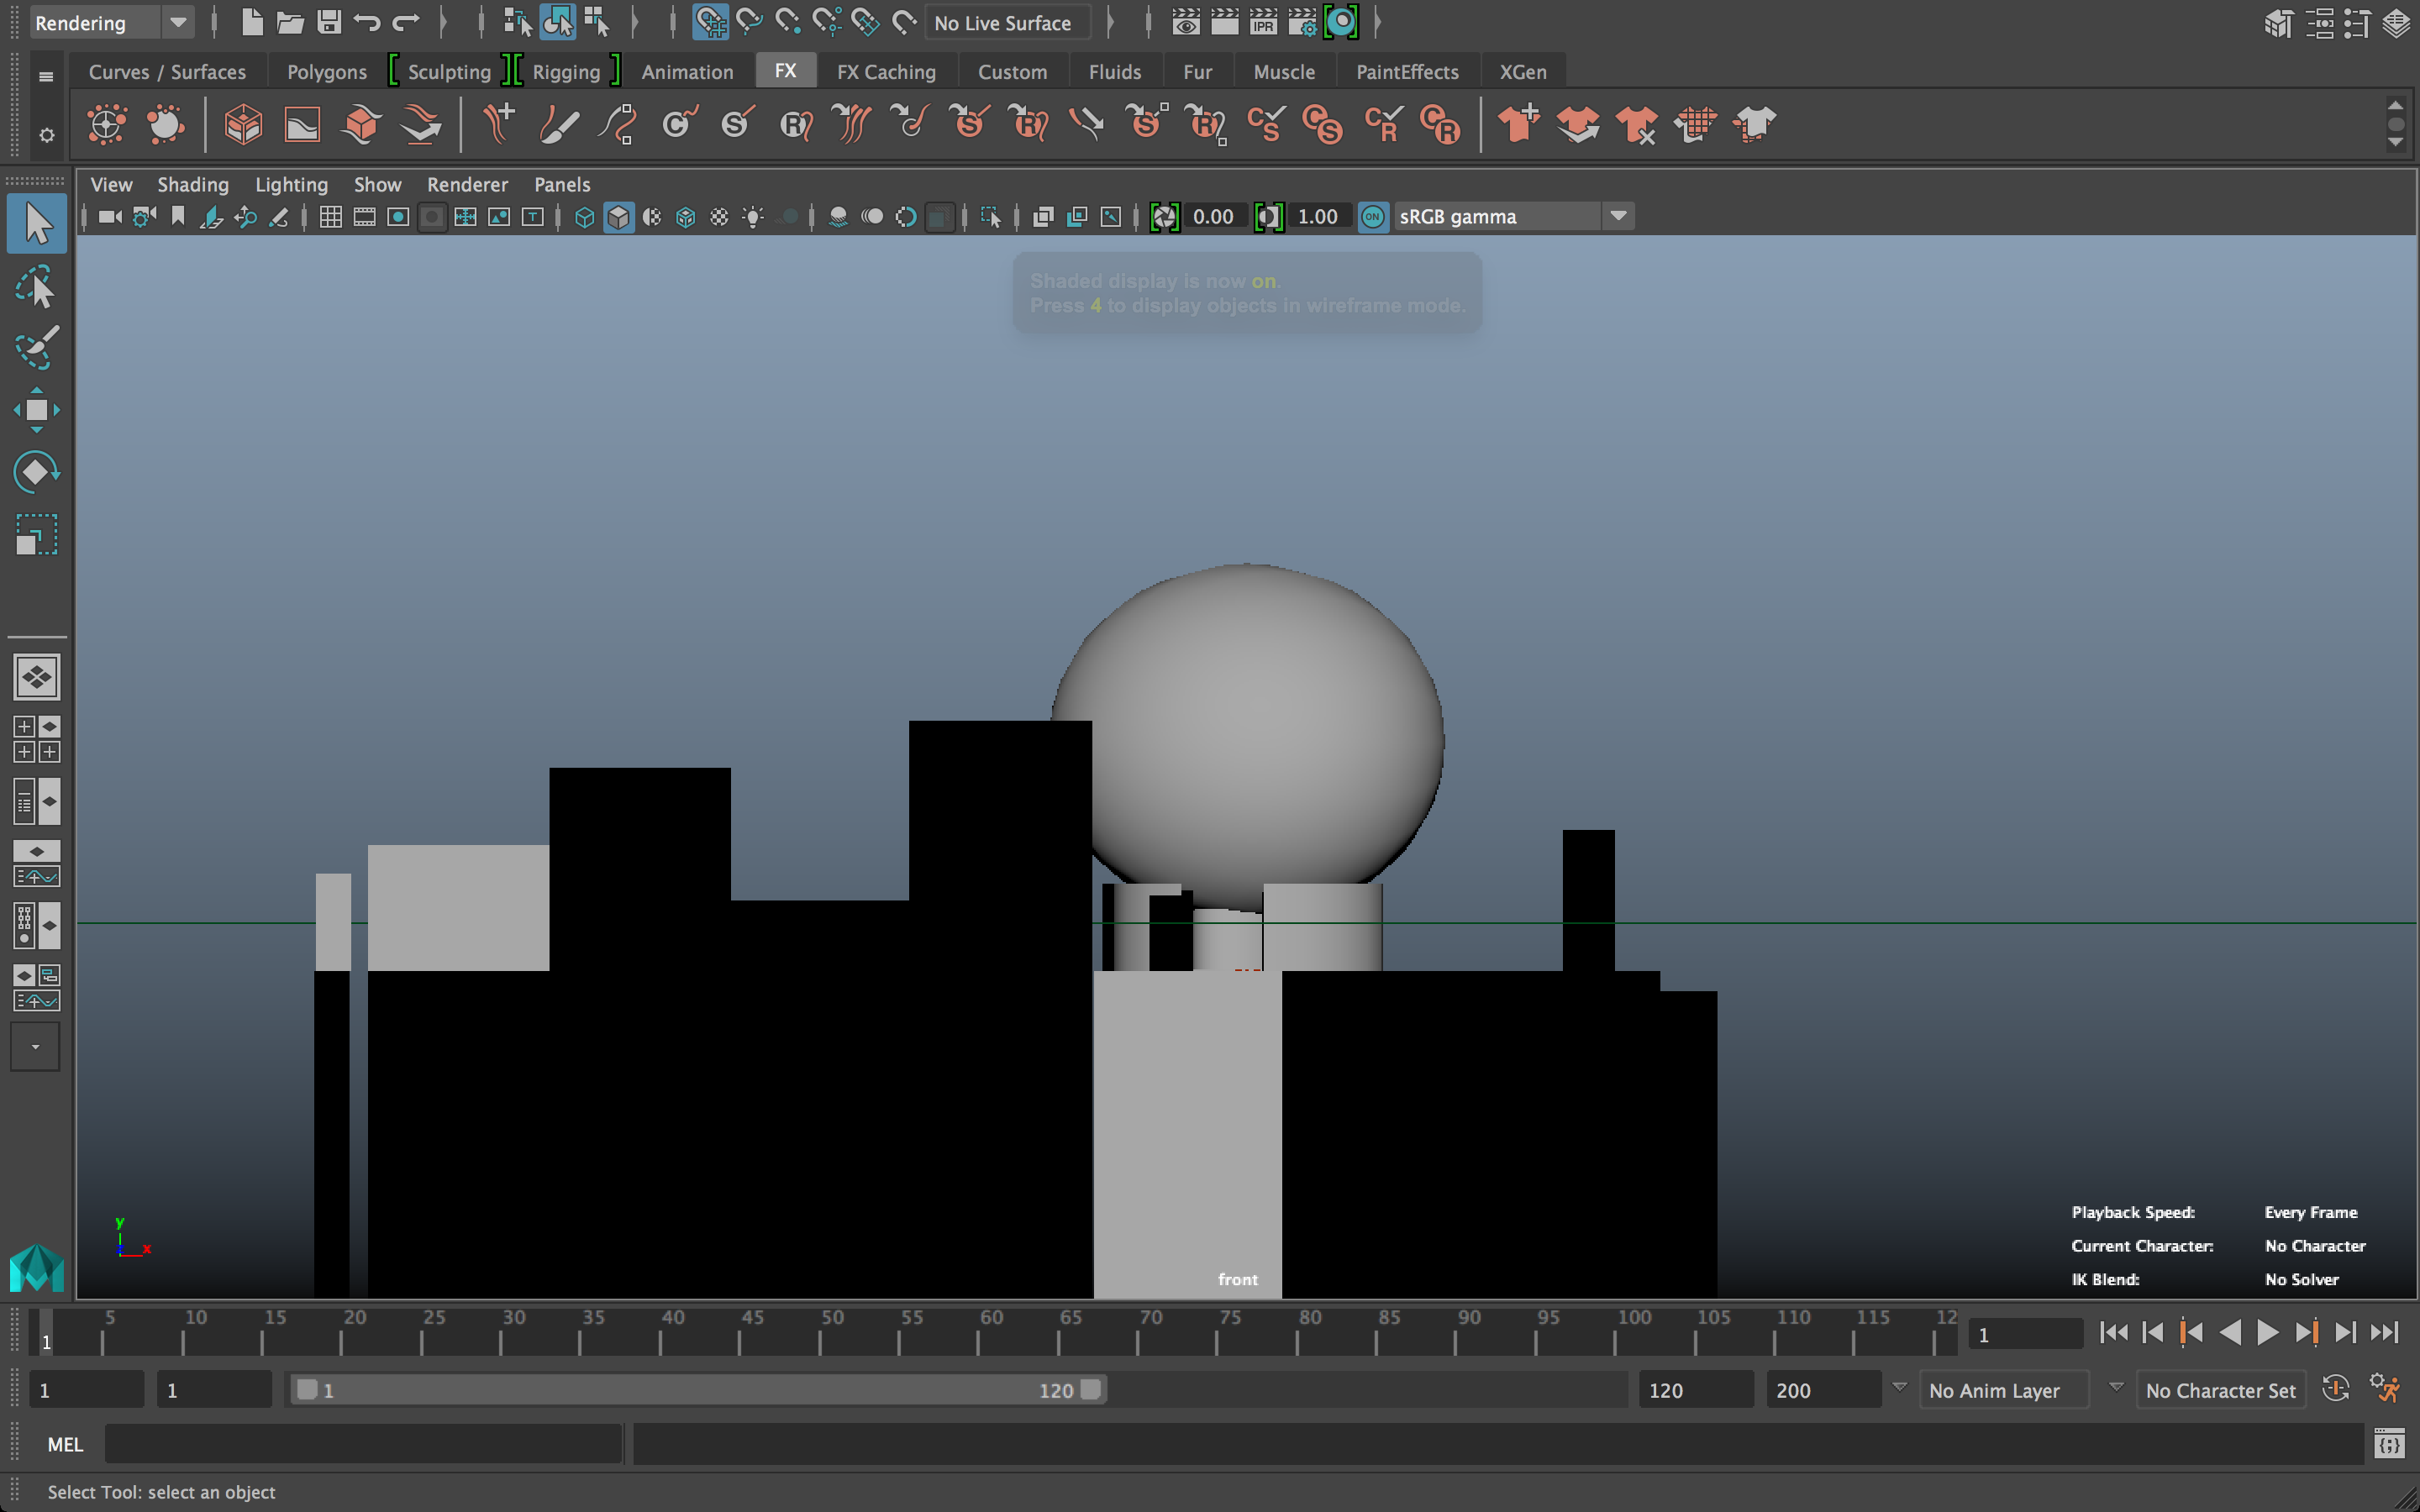 Rendering
No Live Surface
IPR
Curves / Surfaces Polygons Sculpting Rigging Animation FX FX Caching Custom Fluids Fur Muscle PaintEffects XGen
View Shading Lighting Show Renderer Panels
0.00 1.00 ON sRGB gamma
Shaded display is now on.
Press 4 to display objects in wireframe mode.
y
x
front
Playback Speed: Every Frame
Current Character: No Character
IK Blend: No Solver
5 10 15 20 25 30 35 40 45 50 55 60 65 70 75 80 85 90 95 100 105 110 115 12
1 1
1 1 1 120 120 200 No Anim Layer No Character Set
MEL
Select Tool: select an object